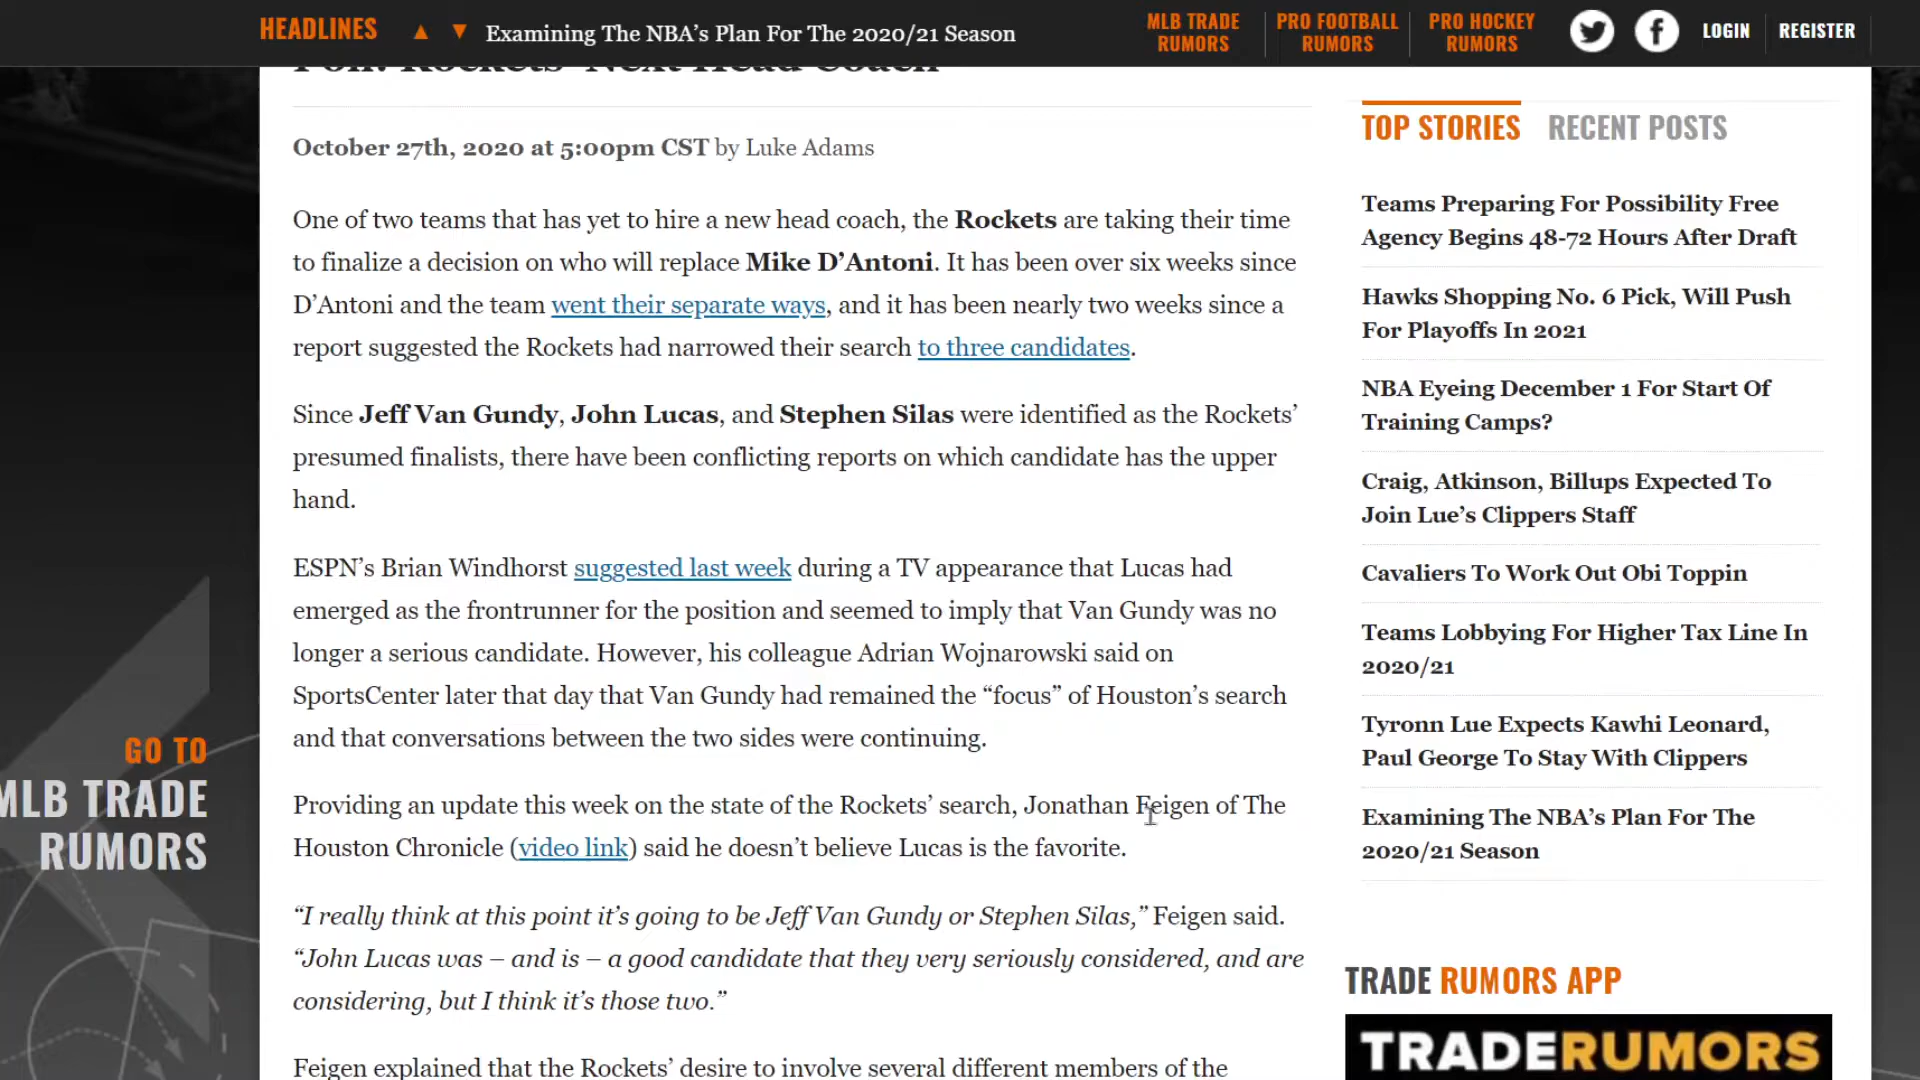 HEADLINES ▲ ▼ Examining The NBA’s Plan For The 2020/21 Season
MLB TRADE RUMORS
PRO FOOTBALL RUMORS
PRO HOCKEY RUMORS
LOGIN
REGISTER
Poll: Rockets’ Next Head Coach
October 27th, 2020 at 5:00pm CST by Luke Adams
One of two teams that has yet to hire a new head coach, the Rockets are taking their time
to finalize a decision on who will replace Mike D’Antoni. It has been over six weeks since
D’Antoni and the team went their separate ways, and it has been nearly two weeks since a
report suggested the Rockets had narrowed their search to three candidates.
Since Jeff Van Gundy, John Lucas, and Stephen Silas were identified as the Rockets’
presumed finalists, there have been conflicting reports on which candidate has the upper
hand.
ESPN’s Brian Windhorst suggested last week during a TV appearance that Lucas had
emerged as the frontrunner for the position and seemed to imply that Van Gundy was no
longer a serious candidate. However, his colleague Adrian Wojnarowski said on
SportsCenter later that day that Van Gundy had remained the “focus” of Houston’s search
and that conversations between the two sides were continuing.
Providing an update this week on the state of the Rockets’ search, Jonathan Feigen of The
Houston Chronicle (video link) said he doesn’t believe Lucas is the favorite.
“I really think at this point it’s going to be Jeff Van Gundy or Stephen Silas,” Feigen said.
“John Lucas was – and is – a good candidate that they very seriously considered, and are
considering, but I think it’s those two.”
Feigen explained that the Rockets’ desire to involve several different members of the
TOP STORIES RECENT POSTS
Teams Preparing For Possibility Free
Agency Begins 48-72 Hours After Draft
Hawks Shopping No. 6 Pick, Will Push
For Playoffs In 2021
NBA Eyeing December 1 For Start Of
Training Camps?
Craig, Atkinson, Billups Expected To
Join Lue’s Clippers Staff
Cavaliers To Work Out Obi Toppin
Teams Lobbying For Higher Tax Line In
2020/21
Tyronn Lue Expects Kawhi Leonard,
Paul George To Stay With Clippers
Examining The NBA’s Plan For The
2020/21 Season
TRADE RUMORS APP
TRADERUMORS
GO TO
MLB TRADE
RUMORS